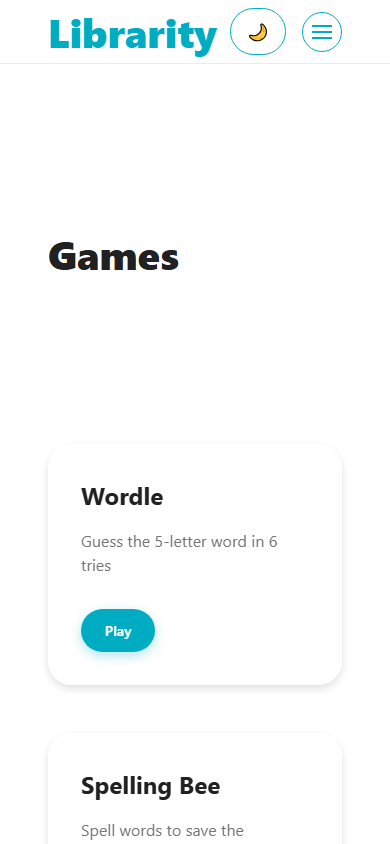 Librarity
Games
Wordle
Guess the 5-letter word in 6
tries
Play
Spelling Bee
Spell words to save the